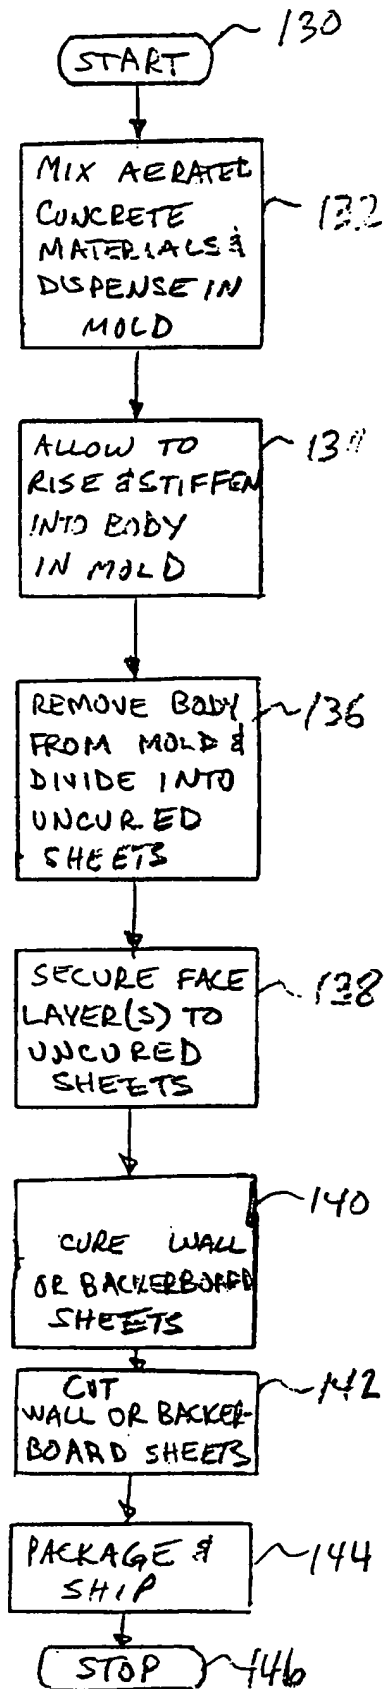 130
START
MIX AERATED
CONCRETE
MATERIALS &
DISPENSE IN
MOLD
132
ALLOW TO
RISE & STIFFEN
INTO BODY
IN MOLD
REMOVE BODY
FROM MOLD &
DIVIDE INTO
UNCURED
SHEETS
136
SECURE FACE
LAYER(S) TO
UNCURED
SHEETS
138
CURE WALL
OR BACKERBOARD
SHEETS
140
CUT
WALL OR BACKER-
BOARD SHEETS
142
PACKAGE &
SHIP
144
STOP
146